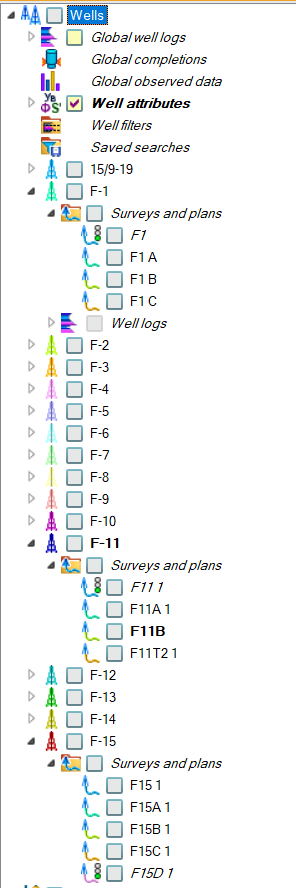 Wells
Global well logs
Global completions
Global observed data
Well attributes
Well filters
Saved searches
15/9-19
F-1
Surveys and plans
F1
F1 A
F1 B
F1 C
Well logs
F-2
F-3
F-4
F-5
F-6
F-7
F-8
F-9
F-10
F-11
Surveys and plans
F11 1
F11A 1
F11B
F11T2 1
F-12
F-13
F-14
F-15
Surveys and plans
F15 1
F15A 1
F15B 1
F15C 1
F15D 1